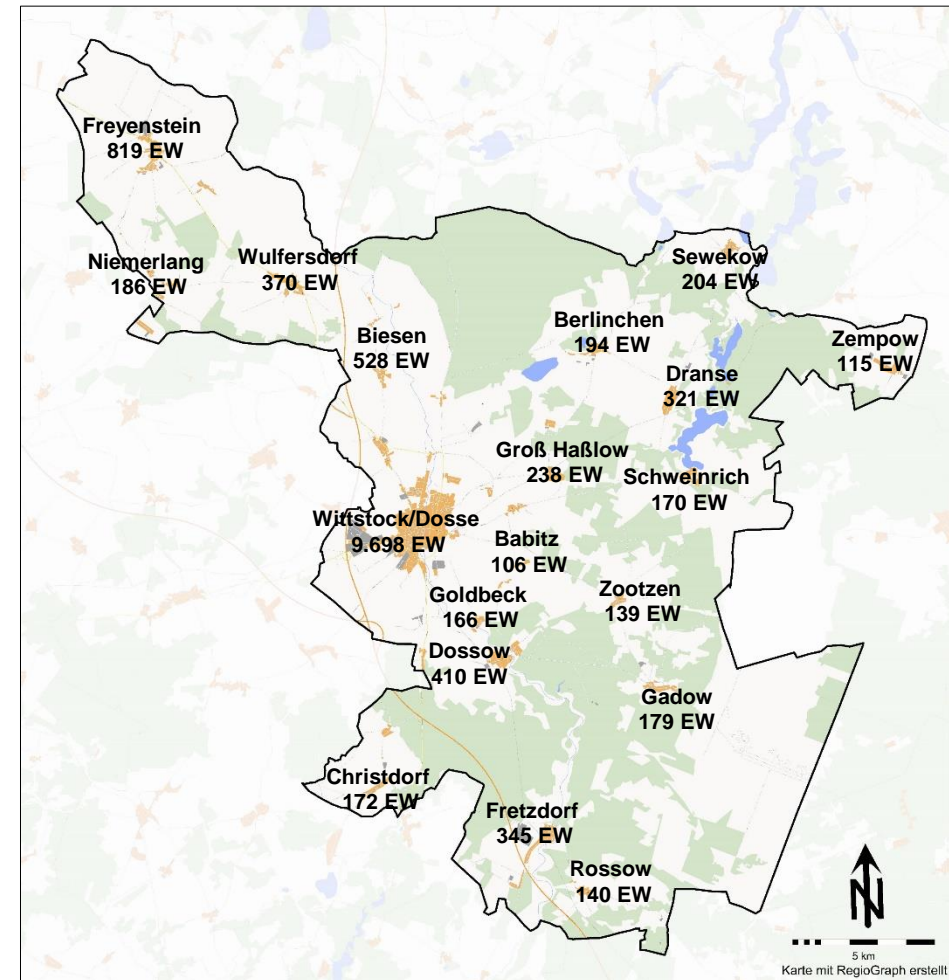 Freyenstein
819 EW
Niemerlang
186 EW
Wulfersdorf
370 EW
Sewekow
204 EW
Biesen
528 EW
Berlinchen
194 EW
Zempow
115 EW
Dranse
321 EW
Groß Haßlow
238 EW
Schweinrich
170 EW
Wittstock/Dosse
9.698 EW
Babitz
106 EW
Goldbeck
166 EW
Zootzen
139 EW
Dossow
410 EW
Gadow
179 EW
Christdorf
172 EW
Fretzdorf
345 EW
Rossow
140 EW
N
5 km
Karte mit RegioGraph erstellt